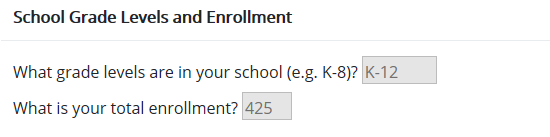 School Grade Levels and Enrollment
What grade levels are in your school (e.g. K-8)? K-12
What is your total enrollment? 425